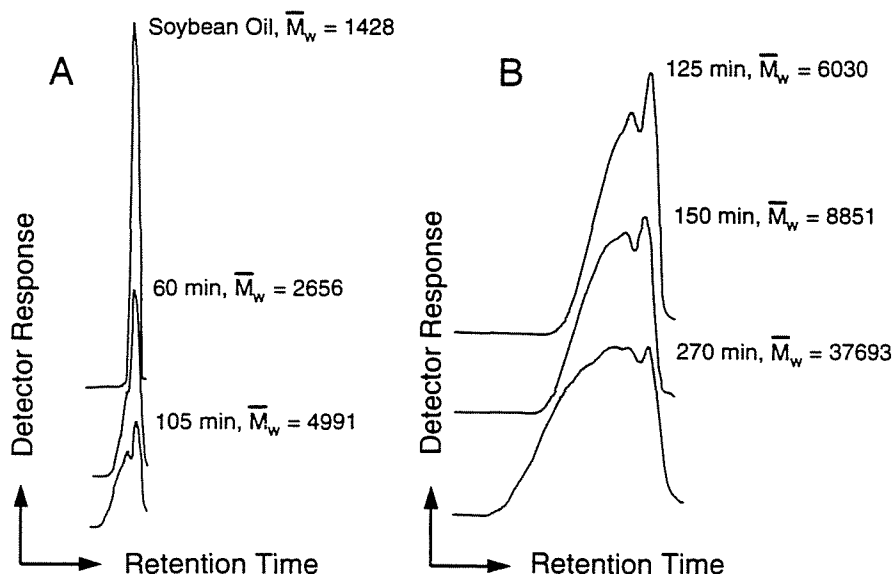 A
Soybean Oil, M̅w = 1428
60 min, M̅w = 2656
105 min, M̅w = 4991
Detector Response
Retention Time
B
125 min, M̅w = 6030
150 min, M̅w = 8851
270 min, M̅w = 37693
Detector Response
Retention Time